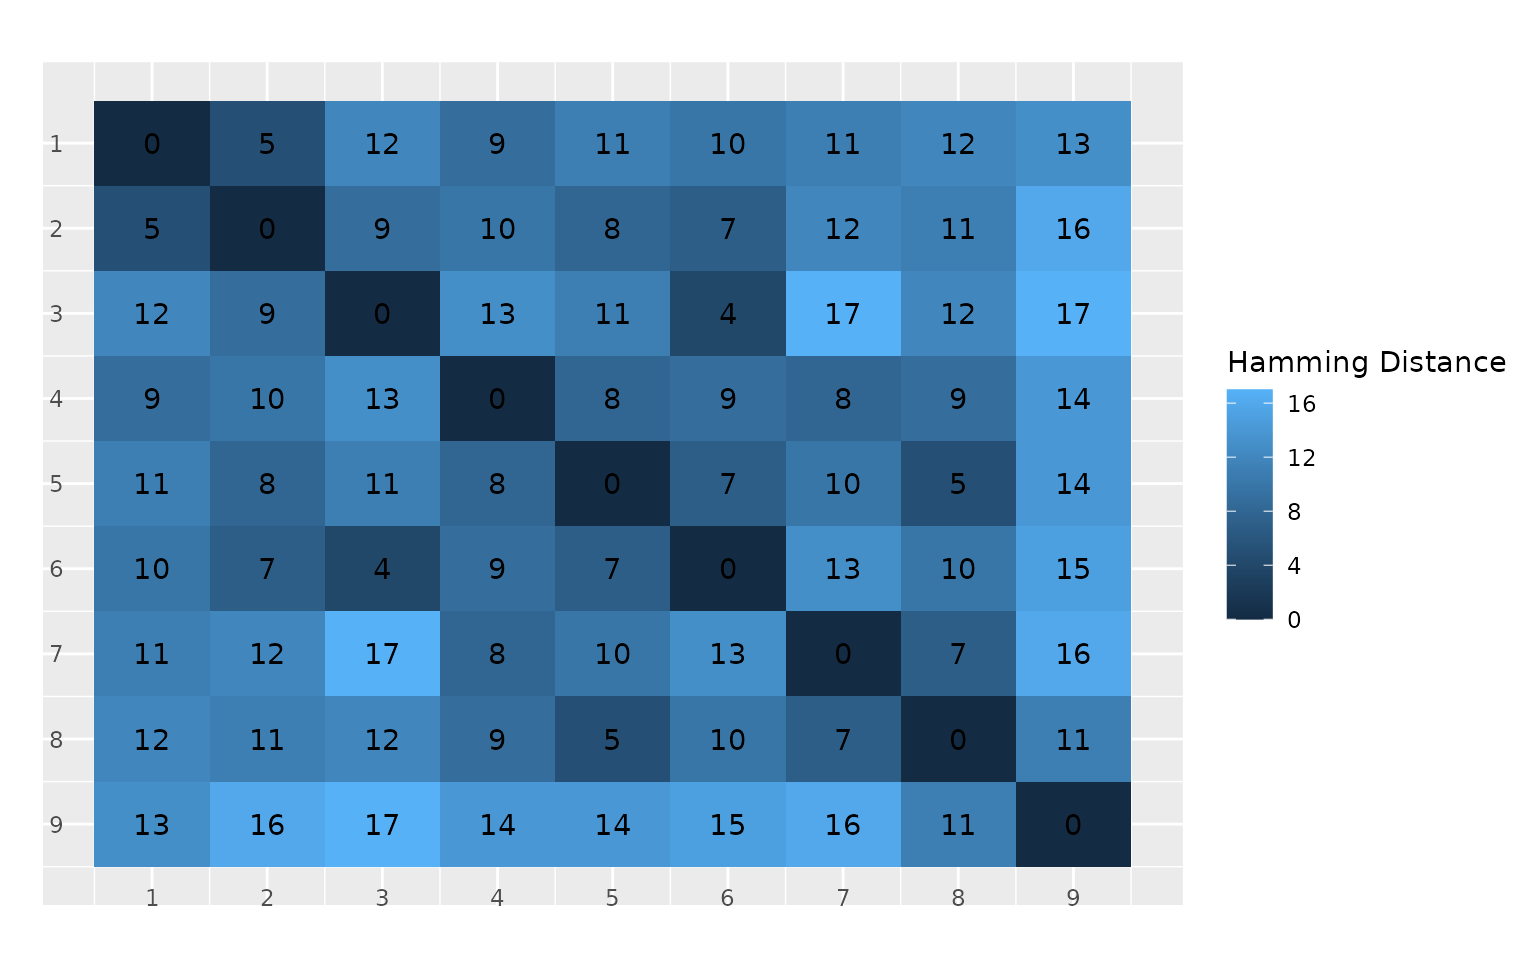 1 0 5 12 9 11 10 11 12 13
2 5 0 9 10 8 7 12 11 16
3 12 9 0 13 11 4 17 12 17
4 9 10 13 0 8 9 8 9 14
5 11 8 11 8 0 7 10 5 14
6 10 7 4 9 7 0 13 10 15
7 11 12 17 8 10 13 0 7 16
8 12 11 12 9 5 10 7 0 11
9 13 16 17 14 14 15 16 11 0
1 2 3 4 5 6 7 8 9
Hamming Distance
16
12
8
4
0